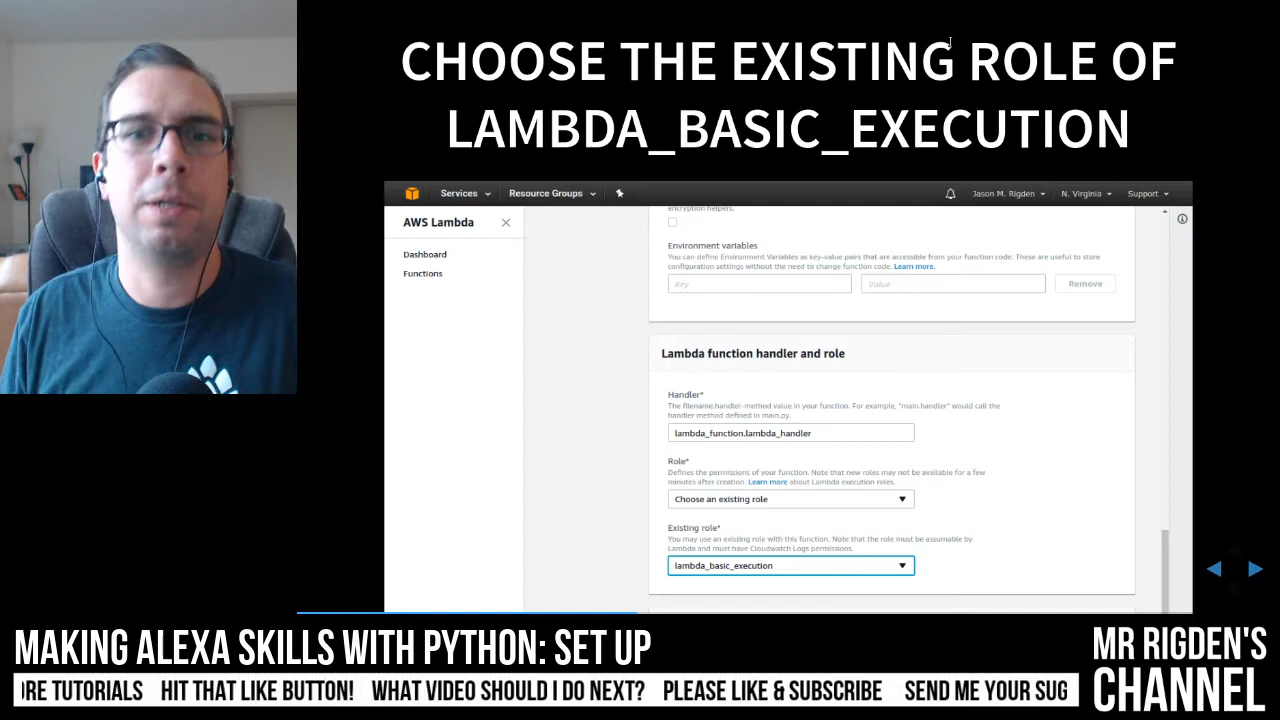 CHOOSE THE EXISTING ROLE OF
LAMBDA_BASIC_EXECUTION
Services
Resource Groups
Jason M. Rigden
N. Virginia
Support
AWS Lambda
Dashboard
Functions
encryption helpers.
Environment variables
You can define Environment Variables as key-value pairs that are accessible from your function code. These are useful to store
configuration settings without the need to change function code. Learn more.
Key
Value
Remove
Lambda function handler and role
Handler*
The filename.handler-method value in your function. For example, "main.handler" would call the
handler method defined in main.py.
lambda_function.lambda_handler
Role*
Defines the permissions of your function. Note that new roles may not be available for a few
minutes after creation. Learn more about Lambda execution roles.
Choose an existing role
Existing role*
You may use an existing role with this function. Note that the role must be assumable by
Lambda and must have Cloudwatch Logs permissions.
lambda_basic_execution
MAKING ALEXA SKILLS WITH PYTHON: SET UP
MR RIGDEN'S
CHANNEL
ORE TUTORIALS HIT THAT LIKE BUTTON! WHAT VIDEO SHOULD I DO NEXT? PLEASE LIKE & SUBSCRIBE SEND ME YOUR SUG